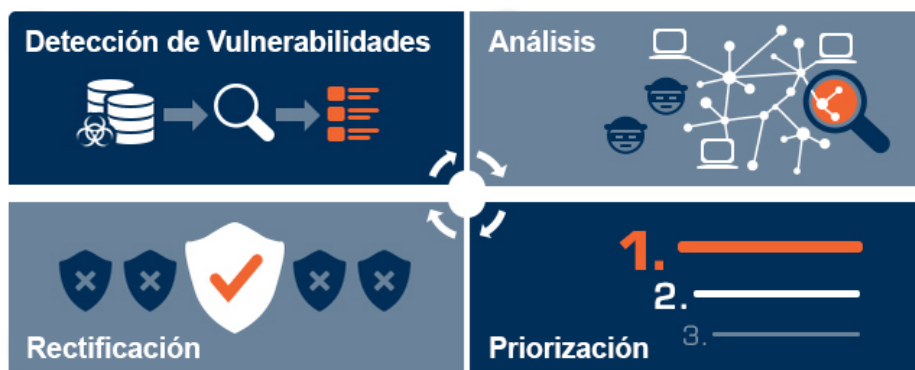 Detección de Vulnerabilidades
Análisis
Rectificación
1.
2.
3.
Priorización